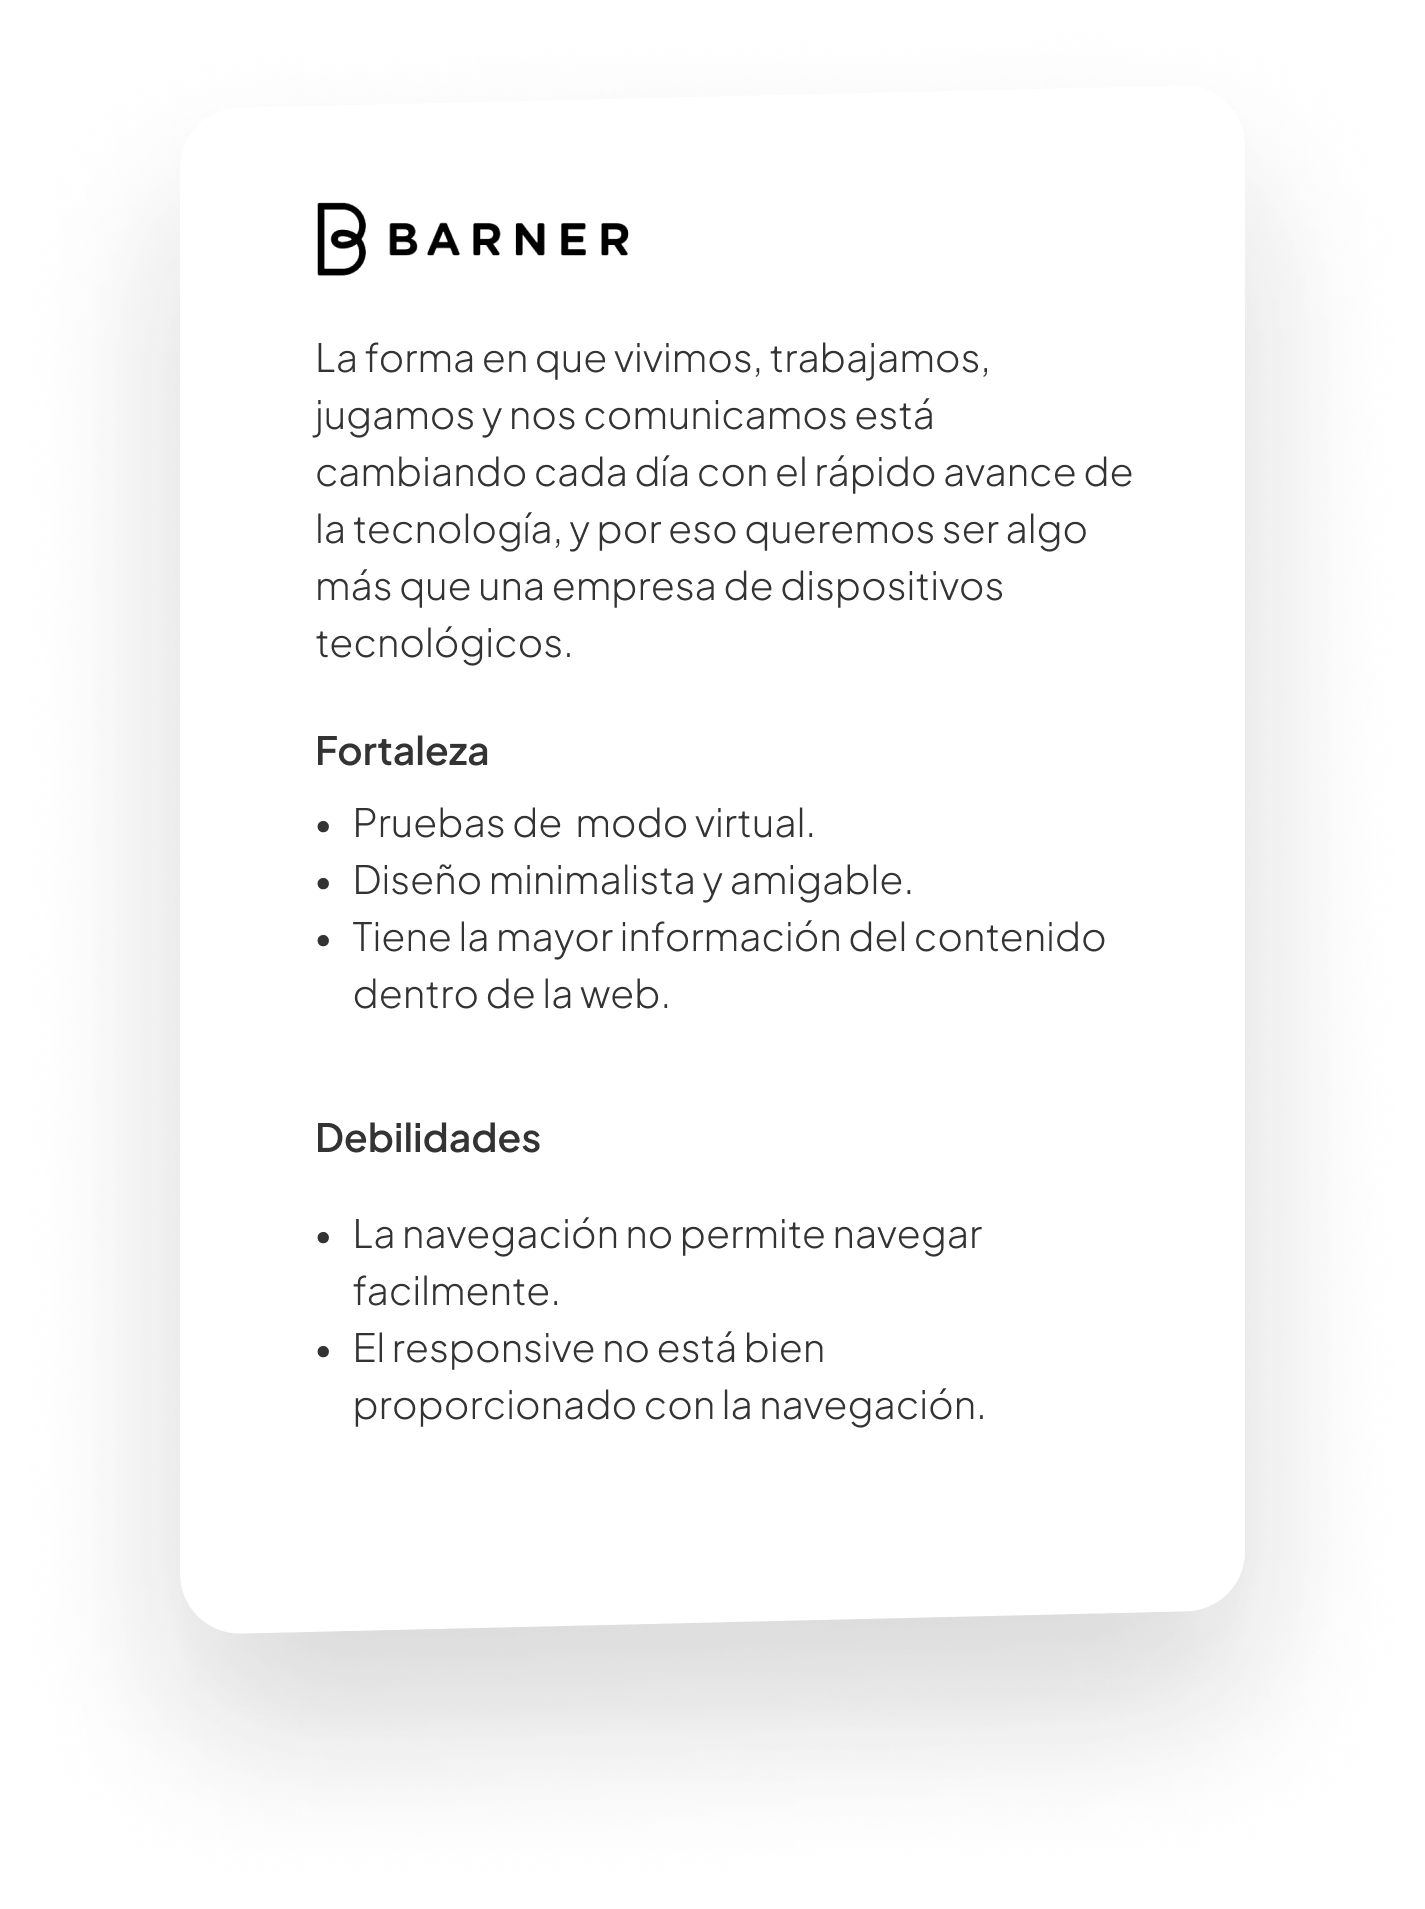 BARNER
La forma en que vivimos, trabajamos,
jugamos y nos comunicamos está
cambiando cada día con el rápido avance de
la tecnología, y por eso queremos ser algo
más que una empresa de dispositivos
tecnológicos.
Fortaleza
• Pruebas de  modo virtual.
• Diseño minimalista y amigable.
• Tiene la mayor información del contenido
dentro de la web.
Debilidades
• La navegación no permite navegar
facilmente.
• El responsive no está bien
proporcionado con la navegación.